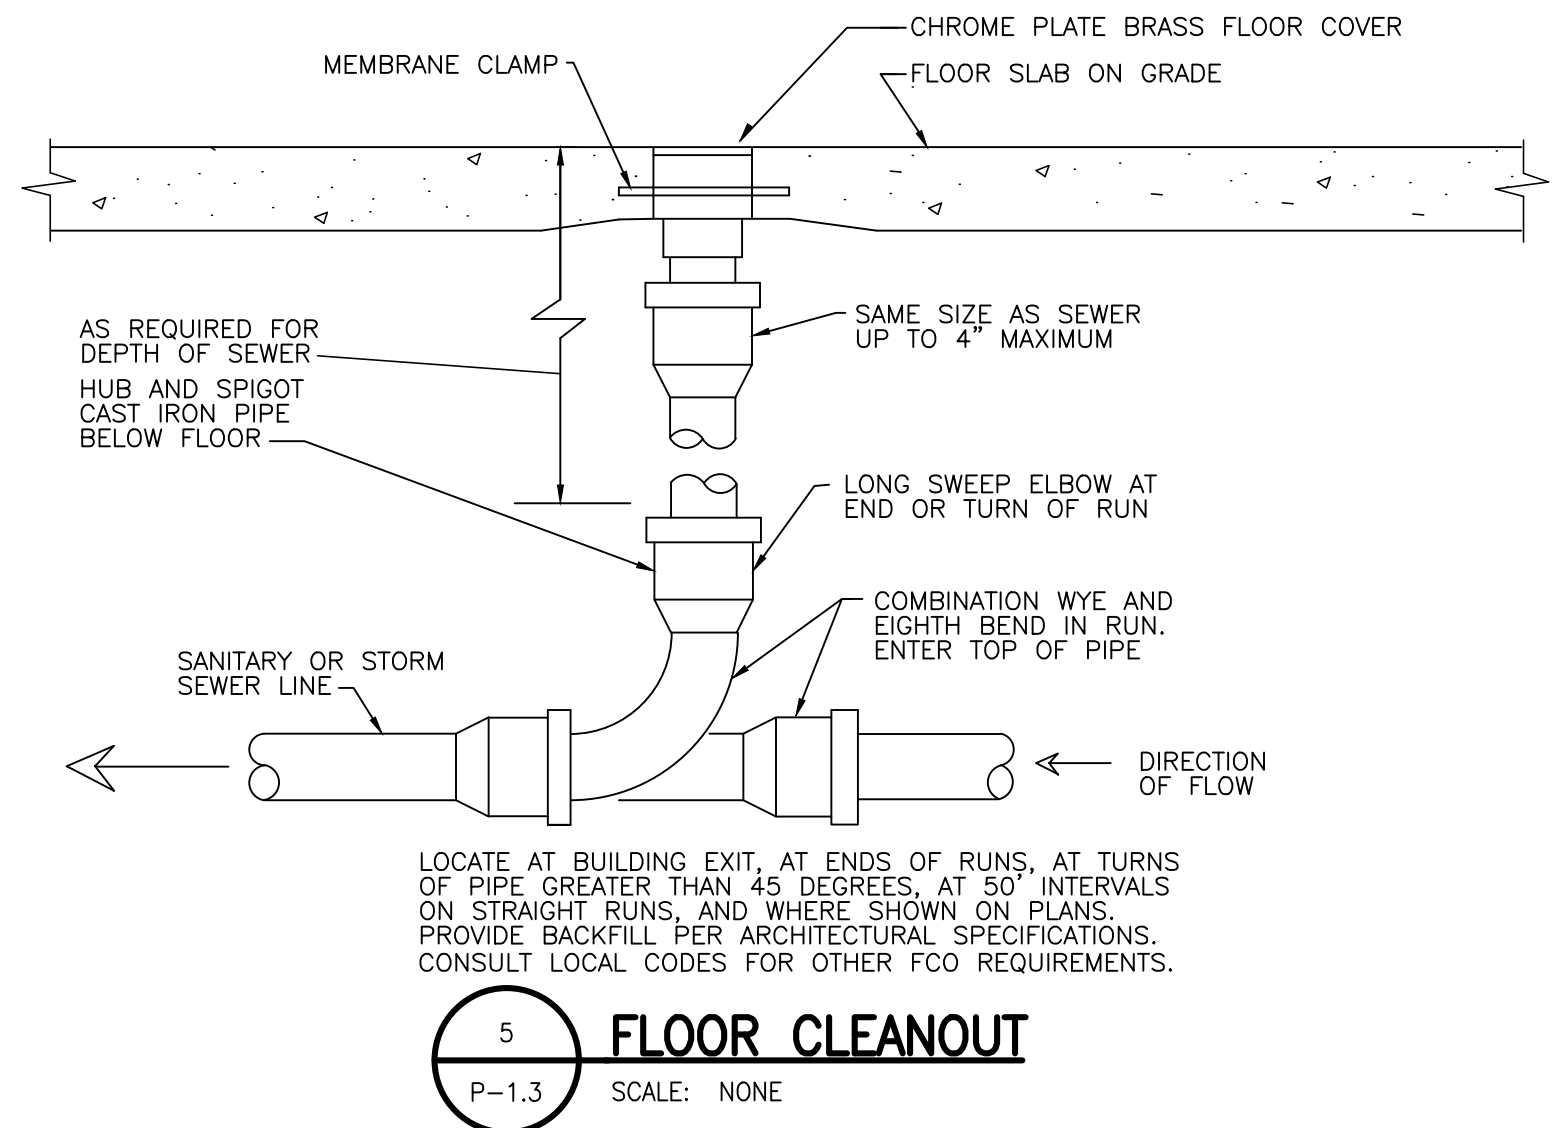 CHROME PLATE BRASS FLOOR COVER
MEMBRANE CLAMP
FLOOR SLAB ON GRADE
SAME SIZE AS SEWER
UP TO 4” MAXIMUM
AS REQUIRED FOR
DEPTH OF SEWER
HUB AND SPIGOT
CAST IRON PIPE
BELOW FLOOR
LONG SWEEP ELBOW AT
END OR TURN OF RUN
COMBINATION WYE AND
EIGHTH BEND IN RUN.
ENTER TOP OF PIPE
SANITARY OR STORM
SEWER LINE
DIRECTION
OF FLOW
LOCATE AT BUILDING EXIT, AT ENDS OF RUNS, AT TURNS
OF PIPE GREATER THAN 45 DEGREES, AT 50' INTERVALS
ON STRAIGHT RUNS, AND WHERE SHOWN ON PLANS.
PROVIDE BACKFILL PER ARCHITECTURAL SPECIFICATIONS.
CONSULT LOCAL CODES FOR OTHER FCO REQUIREMENTS.
5
P-1.3
FLOOR CLEANOUT
SCALE: NONE